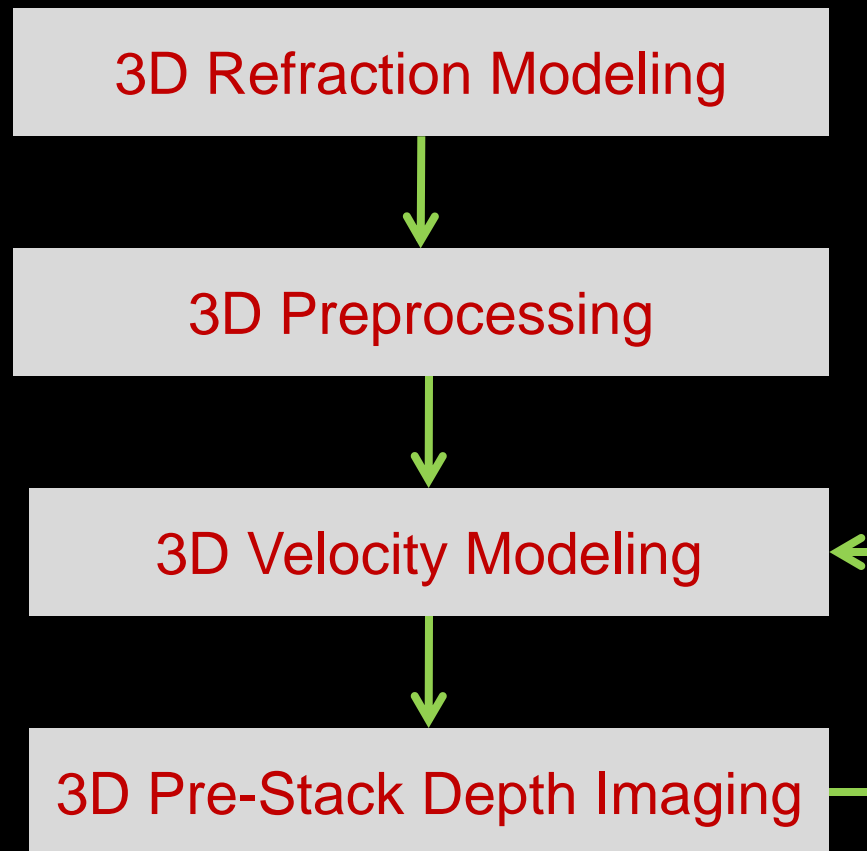 3D Refraction Modeling
3D Preprocessing
3D Velocity Modeling
3D Pre-Stack Depth Imaging